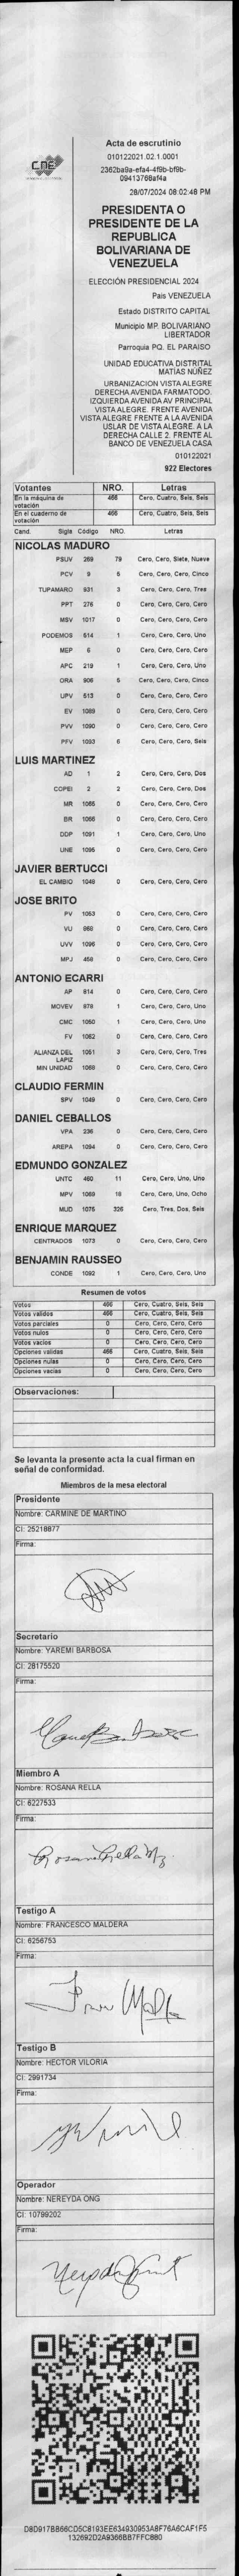 CNE
Acta de escrutinio
010122021.02.1.0001
2362ba9a-efa4-4f9b-bf9b-
09413768af4a
28/07/2024 08:02:48 PM
PRESIDENTA O
PRESIDENTE DE LA
REPUBLICA
BOLIVARIANA DE
VENEZUELA
ELECCIÓN PRESIDENCIAL 2024
Pais VENEZUELA
Estado DISTRITO CAPITAL
Municipio MP. BOLIVARIANO
LIBERTADOR
Parroquia PQ. EL PARAISO
UNIDAD EDUCATIVA DISTRITAL
MATÍAS NÚÑEZ
URBANIZACION VISTA ALEGRE
DERECHA AVENIDA FARMATODO.
IZQUIERDA AVENIDA AV PRINCIPAL
VISTA ALEGRE. FRENTE AVENIDA
VISTA ALEGRE FRENTE A LA AVENIDA
USLAR DE VISTA ALEGRE. A LA
DERECHA CALLE 2. FRENTE AL
BANCO DE VENEZUELA CASA
010122021
922 Electores
Votantes NRO. Letras
En la máquina de votación 466 Cero, Cuatro, Seis, Seis
En el cuaderno de votación 466 Cero, Cuatro, Seis, Seis
Cand. Sigla Código NRO. Letras
NICOLAS MADURO
PSUV 269 79 Cero, Cero, Siete, Nueve
PCV 9 5 Cero, Cero, Cero, Cinco
TUPAMARO 931 3 Cero, Cero, Cero, Tres
PPT 276 0 Cero, Cero, Cero, Cero
MSV 1017 0 Cero, Cero, Cero, Cero
PODEMOS 514 1 Cero, Cero, Cero, Uno
MEP 6 0 Cero, Cero, Cero, Cero
APC 219 1 Cero, Cero, Cero, Uno
ORA 906 5 Cero, Cero, Cero, Cinco
UPV 513 0 Cero, Cero, Cero, Cero
EV 1089 0 Cero, Cero, Cero, Cero
PVV 1090 0 Cero, Cero, Cero, Cero
PFV 1093 6 Cero, Cero, Cero, Seis
LUIS MARTINEZ
AD 1 2 Cero, Cero, Cero, Dos
COPEI 2 2 Cero, Cero, Cero, Dos
MR 1065 0 Cero, Cero, Cero, Cero
BR 1066 0 Cero, Cero, Cero, Cero
DDP 1091 1 Cero, Cero, Cero, Uno
UNE 1095 0 Cero, Cero, Cero, Cero
JAVIER BERTUCCI
EL CAMBIO 1048 0 Cero, Cero, Cero, Cero
JOSE BRITO
PV 1053 0 Cero, Cero, Cero, Cero
VU 868 0 Cero, Cero, Cero, Cero
UVV 1096 0 Cero, Cero, Cero, Cero
MPJ 458 0 Cero, Cero, Cero, Cero
ANTONIO ECARRI
AP 814 0 Cero, Cero, Cero, Cero
MOVEV 878 1 Cero, Cero, Cero, Uno
CMC 1050 1 Cero, Cero, Cero, Uno
FV 1062 0 Cero, Cero, Cero, Cero
ALIANZA DEL LAPIZ 1051 3 Cero, Cero, Cero, Tres
MIN UNIDAD 1068 0 Cero, Cero, Cero, Cero
CLAUDIO FERMIN
SPV 1049 0 Cero, Cero, Cero, Cero
DANIEL CEBALLOS
VPA 236 0 Cero, Cero, Cero, Cero
AREPA 1094 0 Cero, Cero, Cero, Cero
EDMUNDO GONZALEZ
UNTC 460 11 Cero, Cero, Uno, Uno
MPV 1069 18 Cero, Cero, Uno, Ocho
MUD 1075 326 Cero, Tres, Dos, Seis
ENRIQUE MARQUEZ
CENTRADOS 1073 0 Cero, Cero, Cero, Cero
BENJAMIN RAUSSEO
CONDE 1092 1 Cero, Cero, Cero, Uno
Resumen de votos
Votos 466 Cero, Cuatro, Seis, Seis
Votos validos 466 Cero, Cuatro, Seis, Seis
Votos parciales 0 Cero, Cero, Cero, Cero
Votos nulos 0 Cero, Cero, Cero, Cero
Votos vacios 0 Cero, Cero, Cero, Cero
Opciones validas 466 Cero, Cuatro, Seis, Seis
Opciones nulas 0 Cero, Cero, Cero, Cero
Opciones vacias 0 Cero, Cero, Cero, Cero
Observaciones:
Se levanta la presente acta la cual firman en
señal de conformidad.
Miembros de la mesa electoral
Presidente
Nombre: CARMINE DE MARTINO
CI: 25218877
Firma:
Secretario
Nombre: YAREMI BARBOSA
CI: 28175520
Firma:
Miembro A
Nombre: ROSANA RELLA
CI: 6227533
Firma:
Testigo A
Nombre: FRANCESCO MALDERA
CI: 6256753
Firma:
Testigo B
Nombre: HECTOR VILORIA
CI: 2991734
Firma:
Operador
Nombre: NEREYDA ONG
CI: 10799202
Firma:
D8D917BB66CD5C8193EE634930953A8F76A6CAF1F5
132692D2A9366BB7FFC880